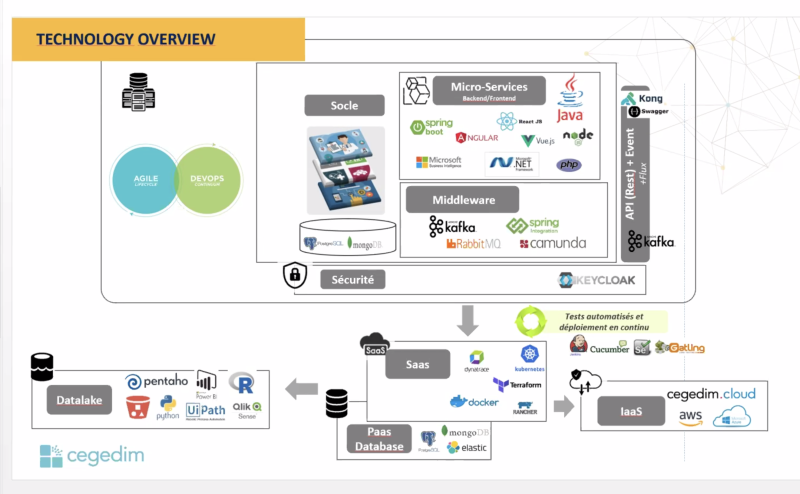 TECHNOLOGY OVERVIEW
Socle
Micro-Services
Backend/Frontend
Java
spring
boot
React JS
ANGULAR
Vue.js
node
Microsoft
Business Intelligence
Microsoft
.NET
Framework
php
Kong
Swagger
API (Rest) + Event
+Flux
kafka
AGILE
LIFECYCLE
DEVOPS
CONTINUUM
Middleware
kafka
spring
integration
RabbitMQ
camunda
PostgreSQL
mongoDB
Sécurité
KEYCLOAK
Tests automatisés et
déploiement en continu
Cucumber
Se
Gatling
SaaS
Saas
dynatrace
kubernetes
Terraform
docker
RANCHER
Datalake
pentaho
Power BI
R
python
UiPath
Qlik
Sense
IaaS
cegedim.cloud
aws
Paas
Database
PostgreSQL
mongoDB
elastic
cegedim